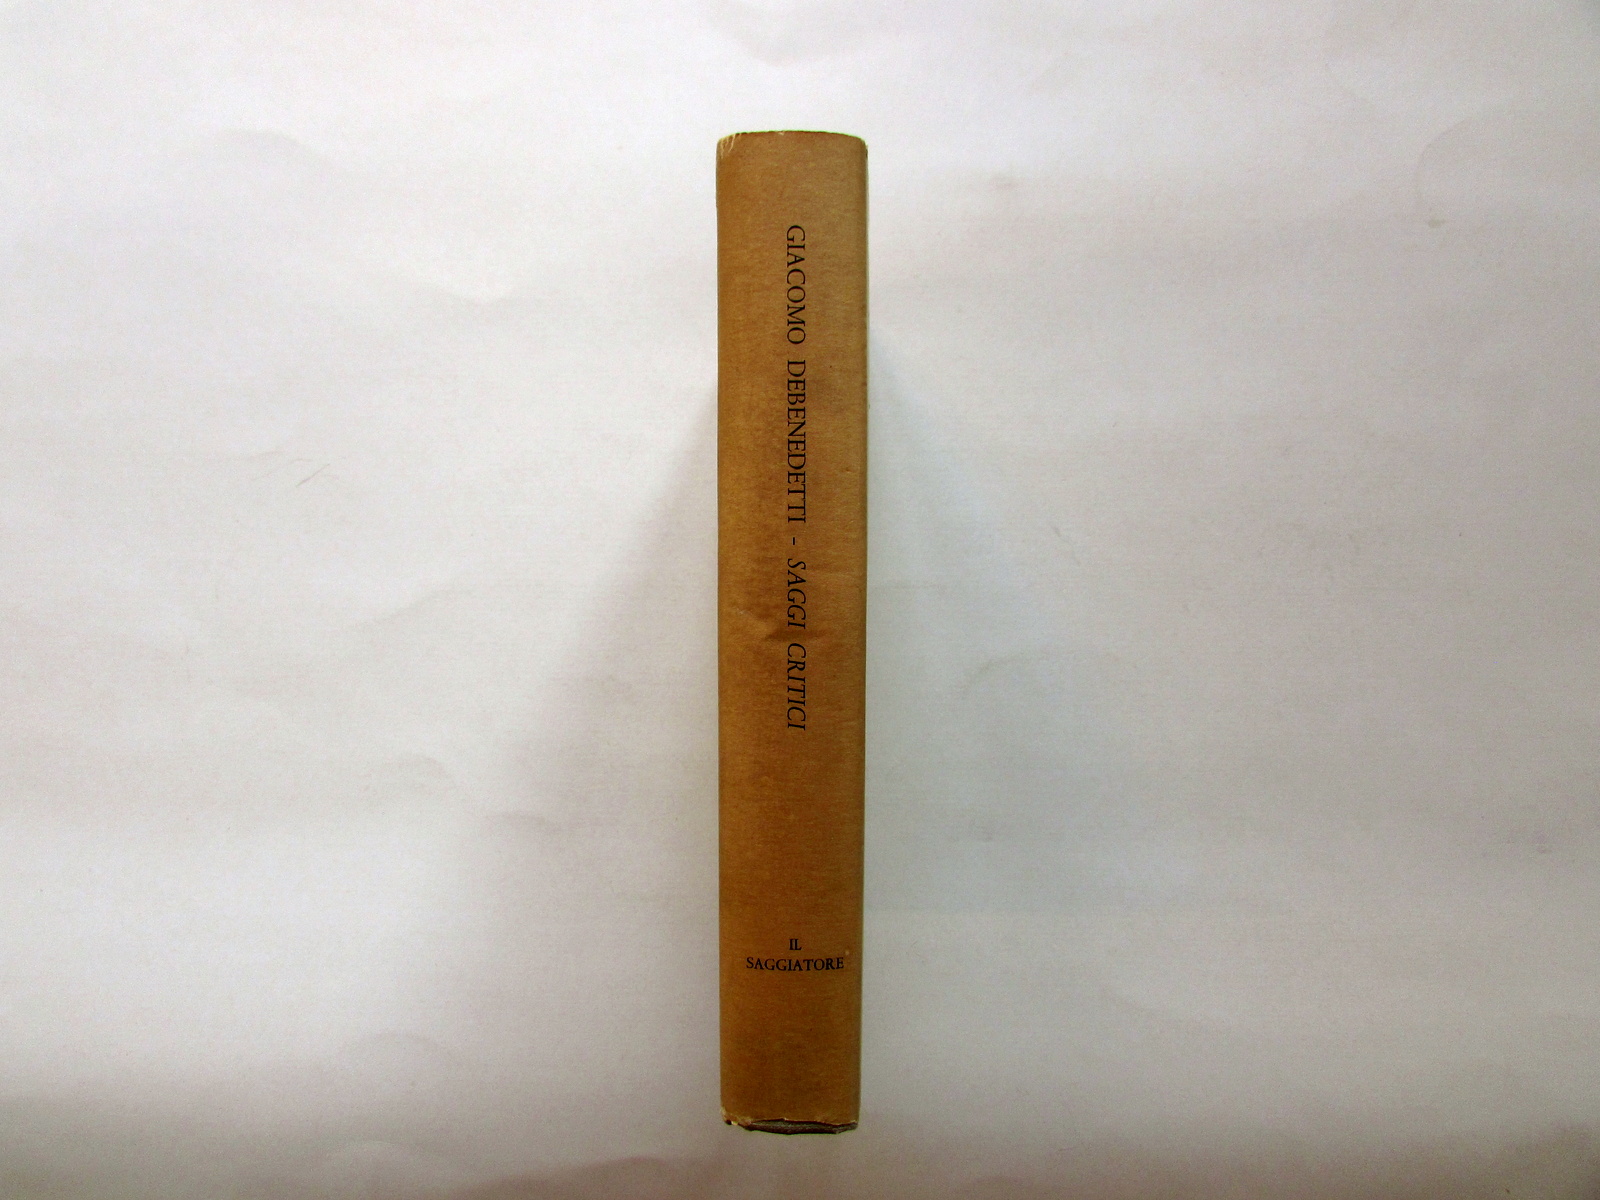 GIACOMO DEBENEDETTI - SAGGI CRITICI
IL
SAGGIATORE